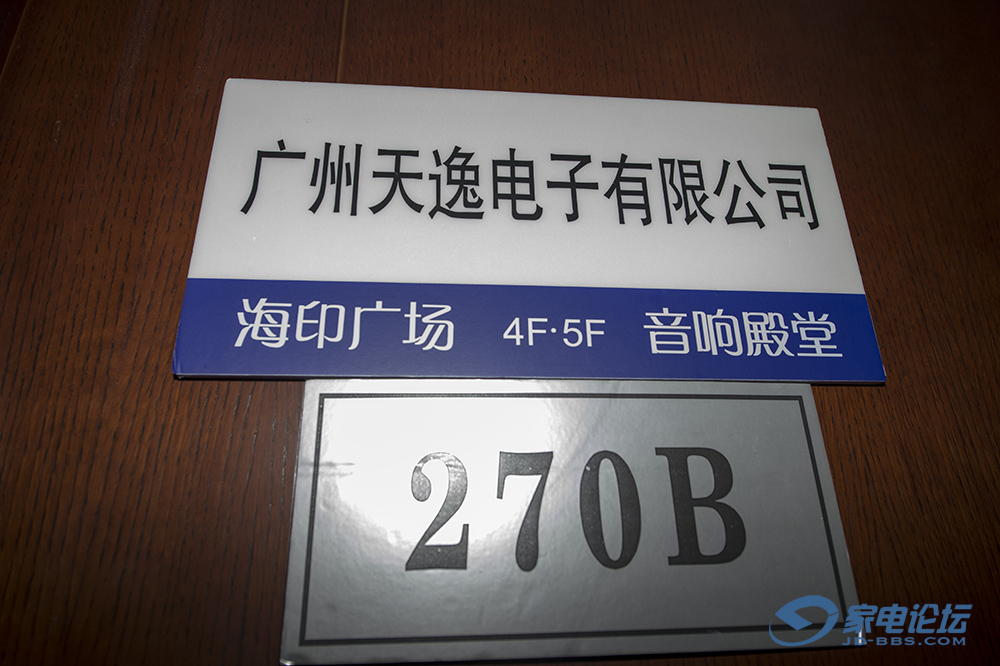 广州天逸电子有限公司
海印广场 4F·5F 音响殿堂
270B
家电论坛
JD-BBS.COM